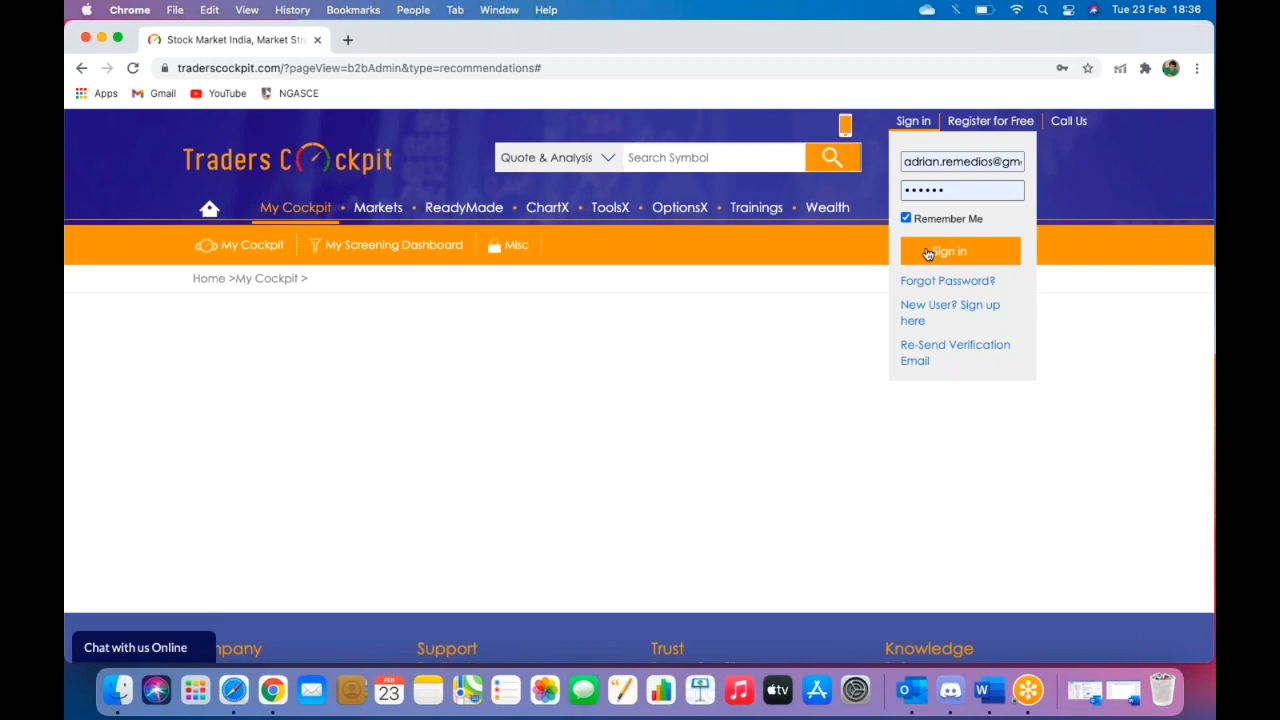 Chrome File Edit View History Bookmarks People Tab Window Help Tue 23 Feb 18:36
Stock Market India, Market Str
traderscockpit.com/?pageView=b2bAdmin&type=recommendations#
Apps Gmail YouTube NGASCE
Sign in Register for Free Call Us
Traders Cockpit
Quote & Analysis Search Symbol
adrian.remedios@gm
••••••
My Cockpit • Markets • ReadyMade • ChartX • ToolsX • OptionsX • Trainings • Wealth
Remember Me
My Cockpit My Screening Dashboard Misc
Sign in
Home >My Cockpit >
Forgot Password?
New User? Sign up
here
Re-Send Verification
Email
Chat with us Online
mpany Support Trust Knowledge
FEB
23
tv